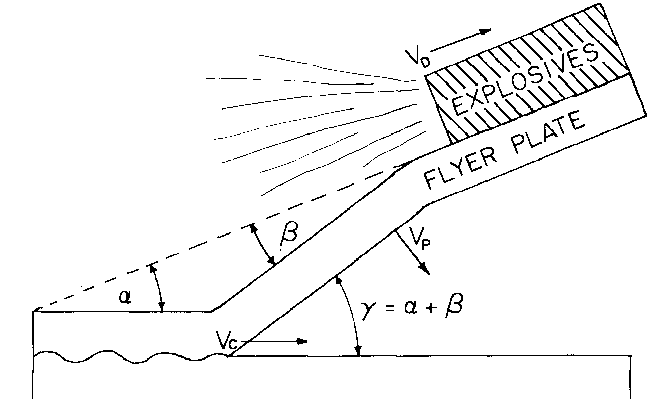 V_D
EXPLOSIVES
FLYER PLATE
β
V_P
α
γ = α + β
V_C